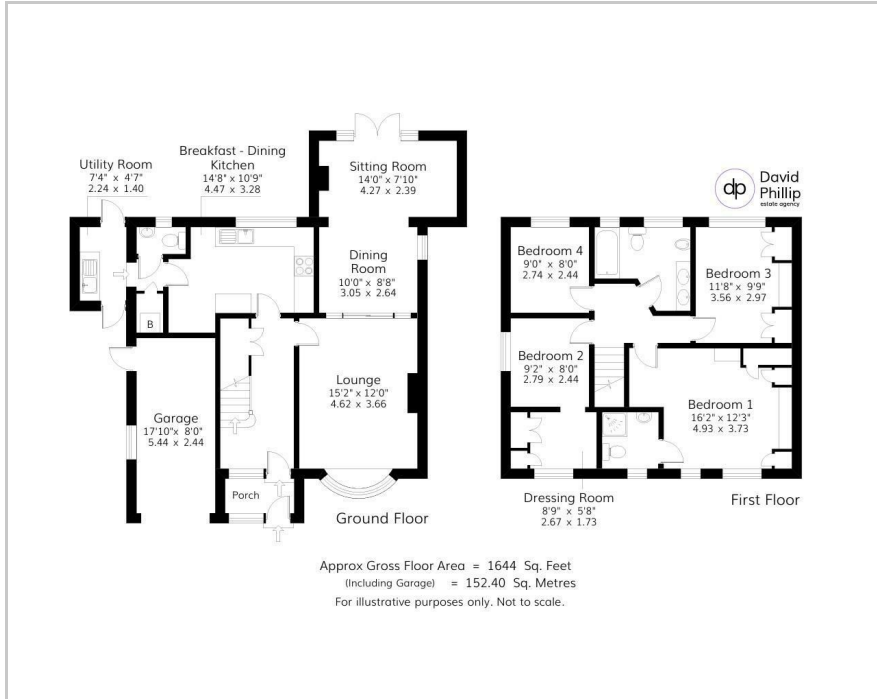 Utility Room
7'4" x 4'7"
2.24 x 1.40
Breakfast - Dining
Kitchen
14'8" x 10'9"
4.47 x 3.28
Sitting Room
14'0" x 7'10"
4.27 x 2.39
Dining
Room
10'0" x 8'8"
3.05 x 2.64
B
Lounge
15'2" x 12'0"
4.62 x 3.66
Garage
17'10" x 8'0"
5.44 x 2.44
Porch
Ground Floor
dp
David
Phillip
estate agency
Bedroom 4
9'0" x 8'0"
2.74 x 2.44
Bedroom 3
11'8" x 9'9"
3.56 x 2.97
Bedroom 2
9'2" x 8'0"
2.79 x 2.44
Bedroom 1
16'2" x 12'3"
4.93 x 3.73
Dressing Room
8'9" x 5'8"
2.67 x 1.73
First Floor
Approx Gross Floor Area = 1644 Sq. Feet
(Including Garage) = 152.40 Sq. Metres
For illustrative purposes only. Not to scale.